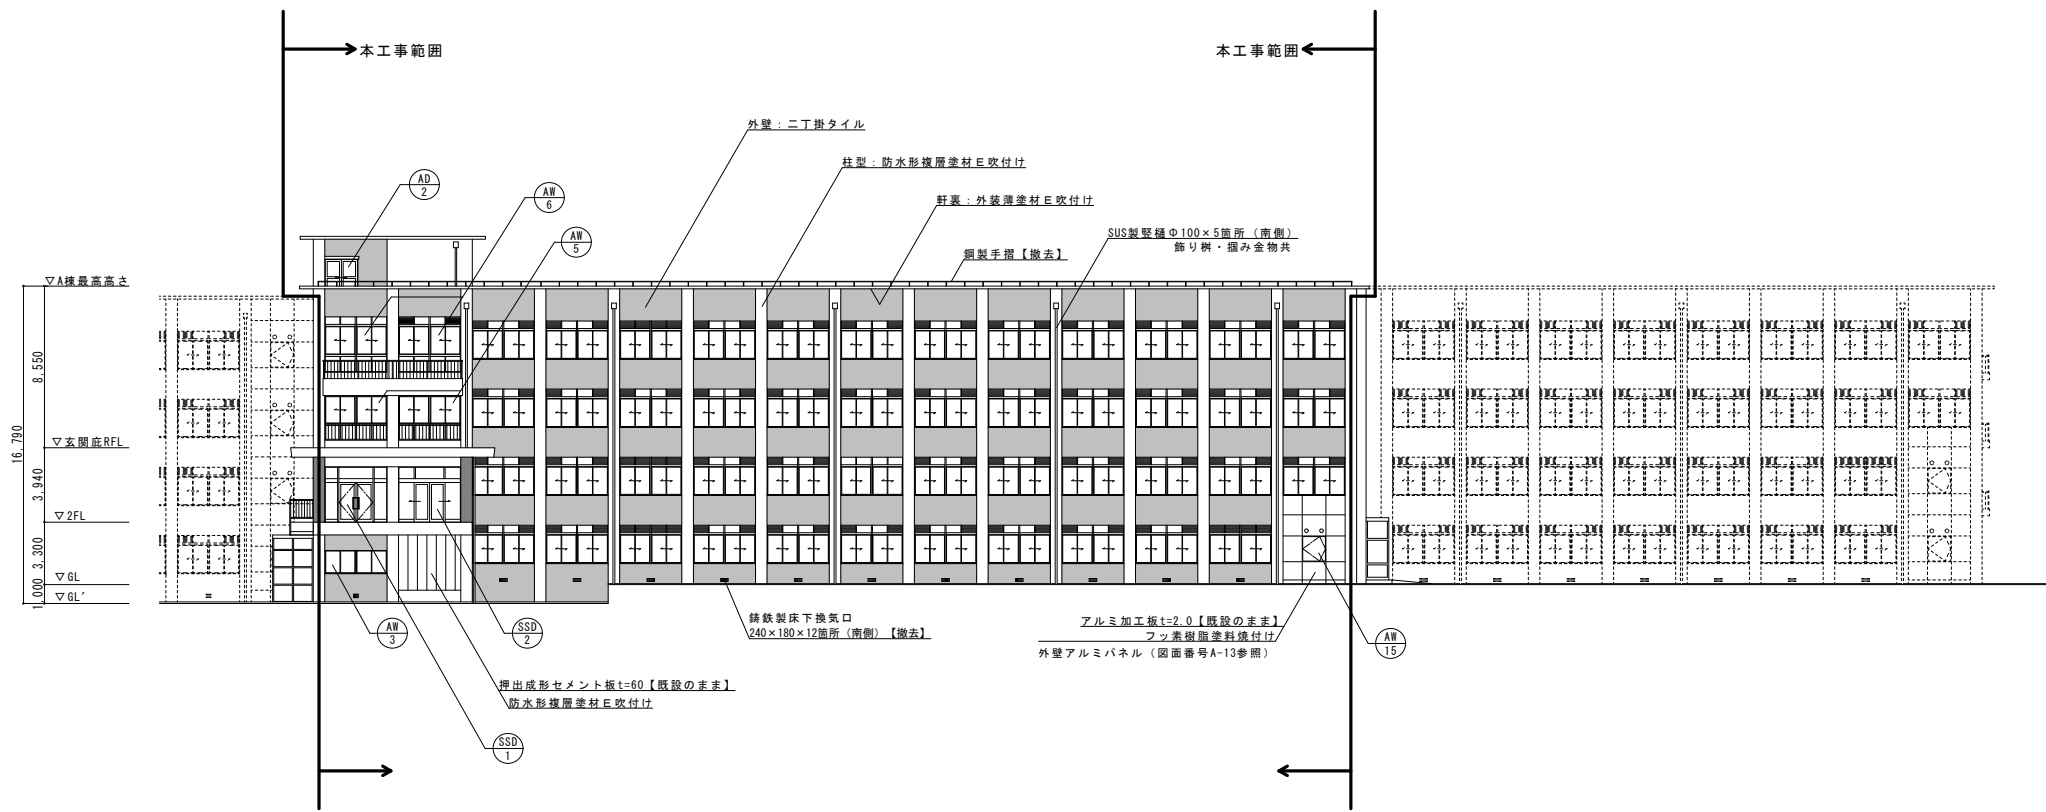 本工事範囲
本工事範囲
外壁：二丁掛タイル
柱型：防水形複層塗材E吹付け
AD
2
AW
6
軒裏：外装薄塗材E吹付け
AW
5
SUS製竪樋Φ100×5箇所（南側）
飾り桝・掴み金物共
鋼製手摺【撤去】
▽A棟最高高さ
8,550
16,790
▽玄関庇RFL
3,940
▽2FL
3,300
▽GL
1,000
▽GL'
鋳鉄製床下換気口
240×180×12箇所（南側）【撤去】
アルミ加工板t=2.0【既設のまま】
フッ素樹脂塗料焼付け
外壁アルミパネル（図面番号A-13参照）
AW
3
SSD
2
AW
15
押出成形セメント板t=60【既設のまま】
防水形複層塗材E吹付け
SSD
1